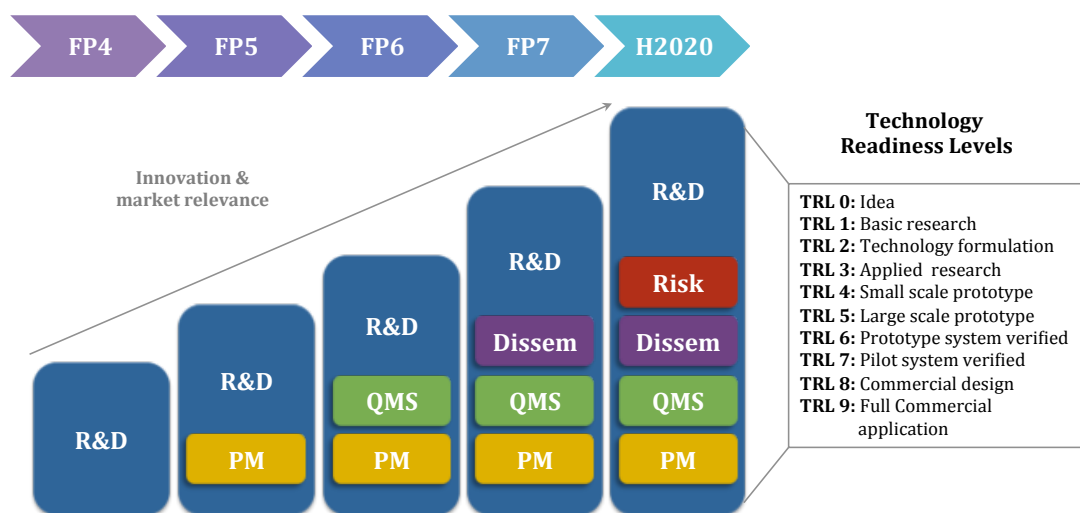 FP4
FP5
FP6
FP7
H2020
Innovation &
market relevance
R&D
R&D
PM
R&D
QMS
PM
R&D
Dissem
QMS
PM
R&D
Risk
Dissem
QMS
PM
Technology
Readiness Levels
TRL 0: Idea
TRL 1: Basic research
TRL 2: Technology formulation
TRL 3: Applied research
TRL 4: Small scale prototype
TRL 5: Large scale prototype
TRL 6: Prototype system verified
TRL 7: Pilot system verified
TRL 8: Commercial design
TRL 9: Full Commercial
application